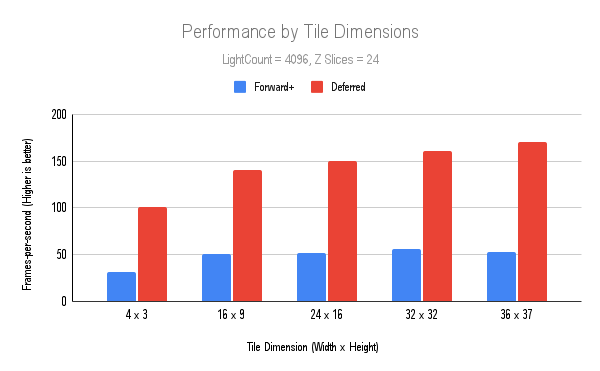 Performance by Tile Dimensions
LightCount = 4096, Z Slices = 24
Forward+ Deferred
Frames-per-second (Higher is better)
200
150
100
50
0
4 x 3 16 x 9 24 x 16 32 x 32 36 x 37
Tile Dimension (Width x Height)